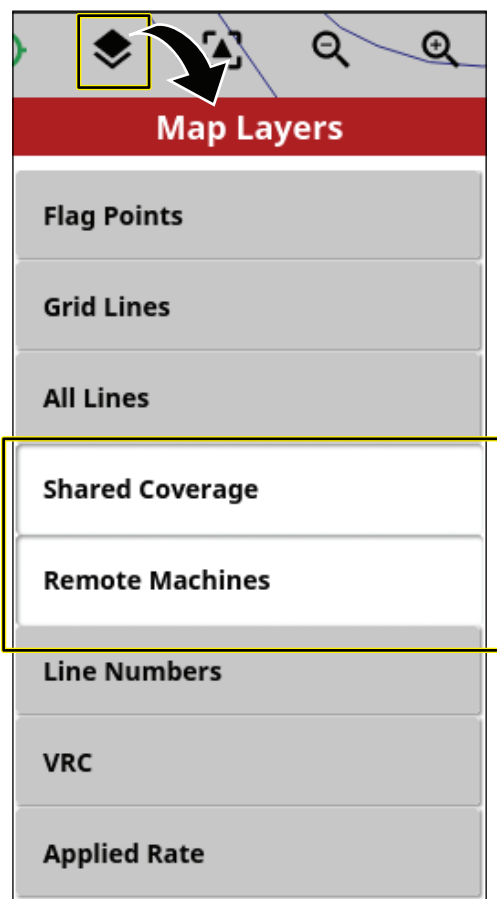 Map Layers
Flag Points
Grid Lines
All Lines
Shared Coverage
Remote Machines
Line Numbers
VRC
Applied Rate